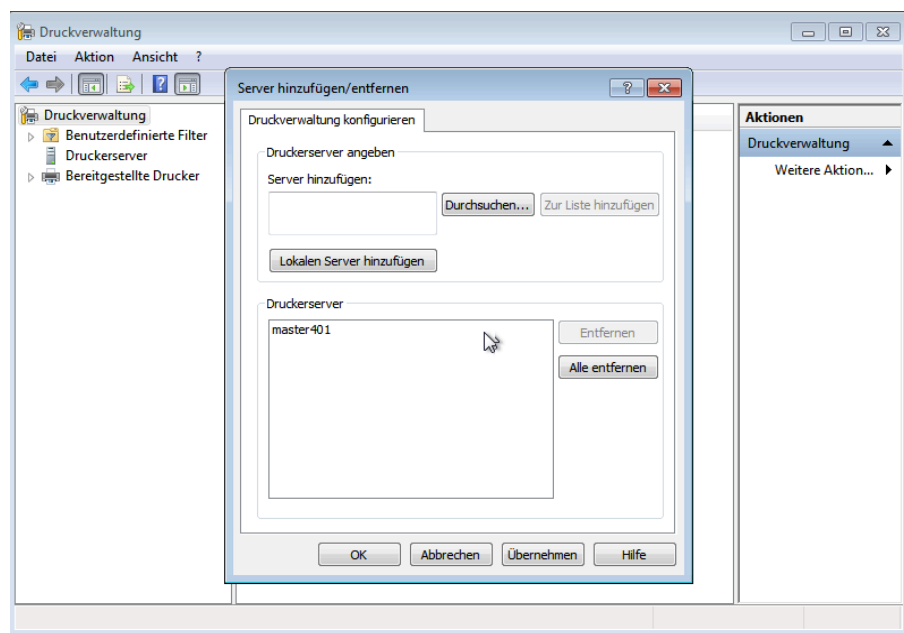 Druckverwaltung
Datei Aktion Ansicht ?
Druckverwaltung
Benutzerdefinierte Filter
Druckerserver
Bereitgestellte Drucker
Server hinzufügen/entfernen
Druckverwaltung konfigurieren
Druckerserver angeben
Server hinzufügen:
Durchsuchen... Zur Liste hinzufügen
Lokalen Server hinzufügen
Druckerserver
master401
Entfernen
Alle entfernen
OK Abbrechen Übernehmen Hilfe
Aktionen
Druckverwaltung
Weitere Aktion...